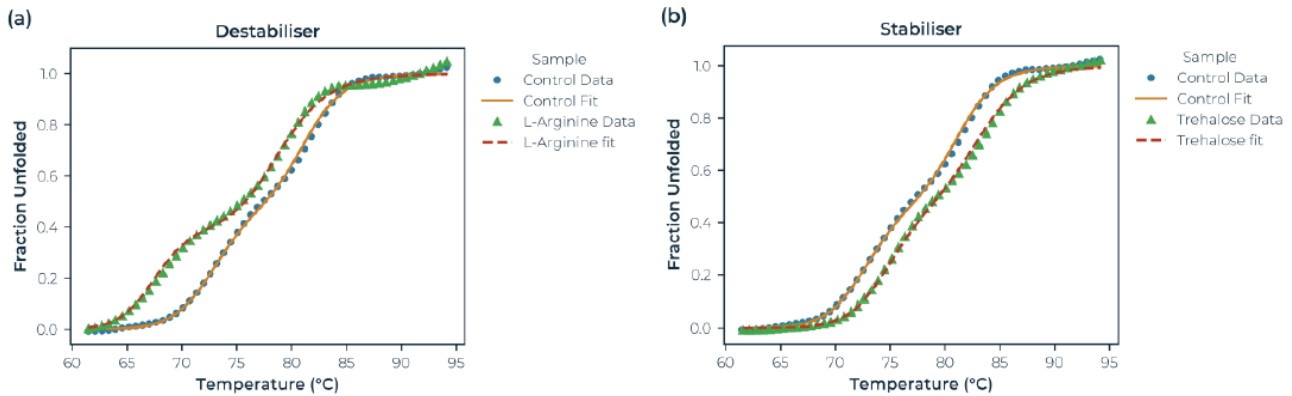 (a)
Destabiliser
Sample
Control Data
Control Fit
L-Arginine Data
L-Arginine fit
Fraction Unfolded
1.0
0.8
0.6
0.4
0.2
0.0
60 65 70 75 80 85 90 95
Temperature (°C)
(b)
Stabiliser
Sample
Control Data
Control Fit
Trehalose Data
Trehalose fit
Fraction Unfolded
1.0
0.8
0.6
0.4
0.2
0.0
60 65 70 75 80 85 90 95
Temperature (°C)